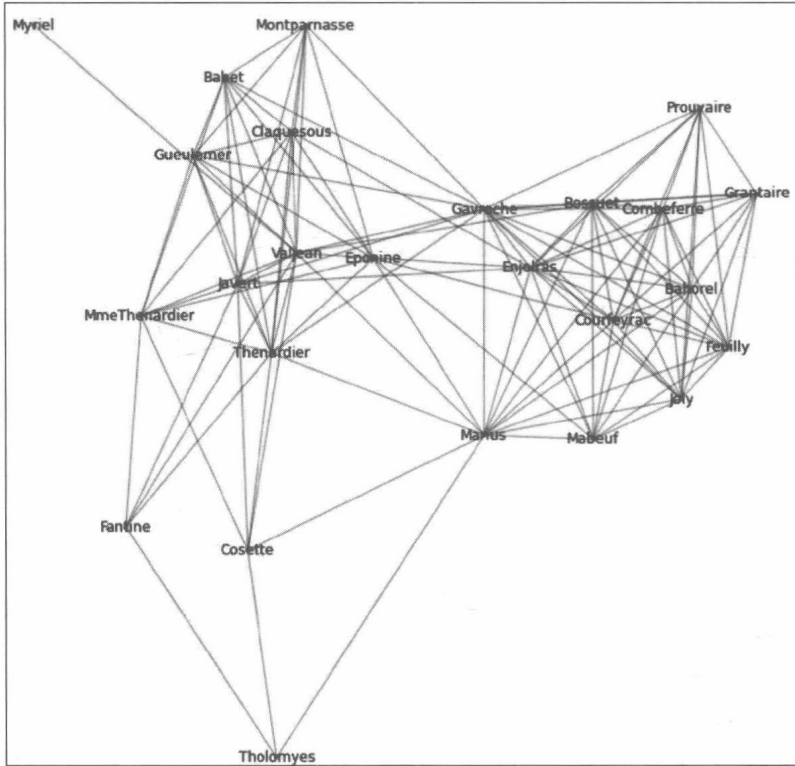 Myriel
Montparnasse
Babet
Prouvaire
Claquesous
Gueulemer
Grantaire
Gavroche
Bossuet
Combeferre
Valjean
Eponine
Enjolras
Javert
Bahorel
MmeThenardier
Courfeyrac
Feuilly
Thenardier
Joly
Marius
Mabeuf
Fantine
Cosette
Tholomyes